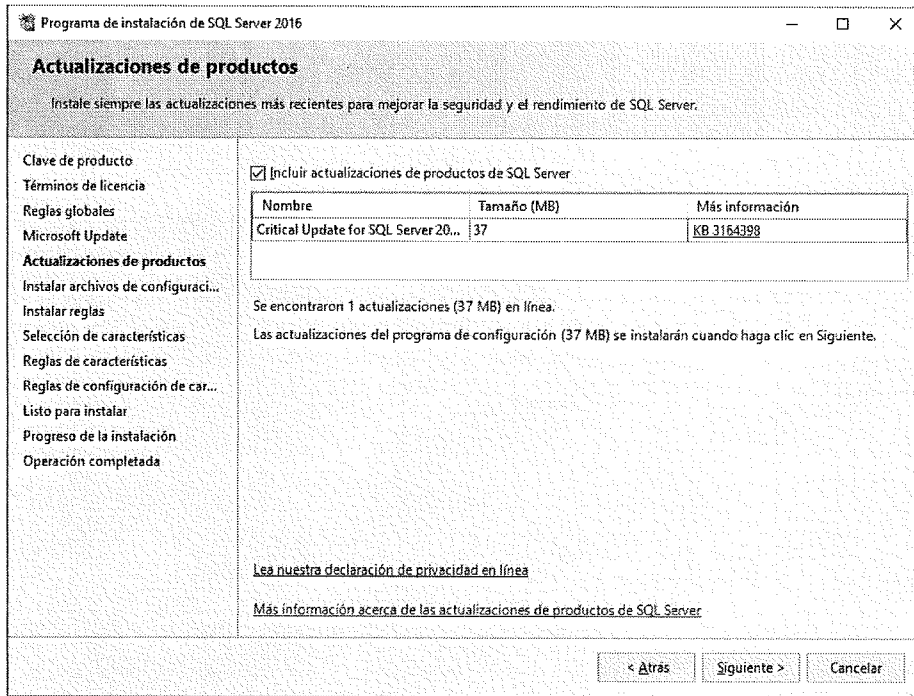 Programa de instalación de SQL Server 2016
Actualizaciones de productos
Instale siempre las actualizaciones más recientes para mejorar la seguridad y el rendimiento de SQL Server.
Clave de producto
Términos de licencia
Reglas globales
Microsoft Update
Actualizaciones de productos
Instalar archivos de configuraci...
Instalar reglas
Selección de características
Reglas de características
Reglas de configuración de car...
Listo para instalar
Progreso de la instalación
Operación completada
Incluir actualizaciones de productos de SQL Server
Nombre Tamaño (MB) Más información
Critical Update for SQL Server 20... 37 KB 3164398
Se encontraron 1 actualizaciones (37 MB) en línea.
Las actualizaciones del programa de configuración (37 MB) se instalarán cuando haga clic en Siguiente.
Lea nuestra declaración de privacidad en línea
Más información acerca de las actualizaciones de productos de SQL Server
< Atrás Siguiente > Cancelar